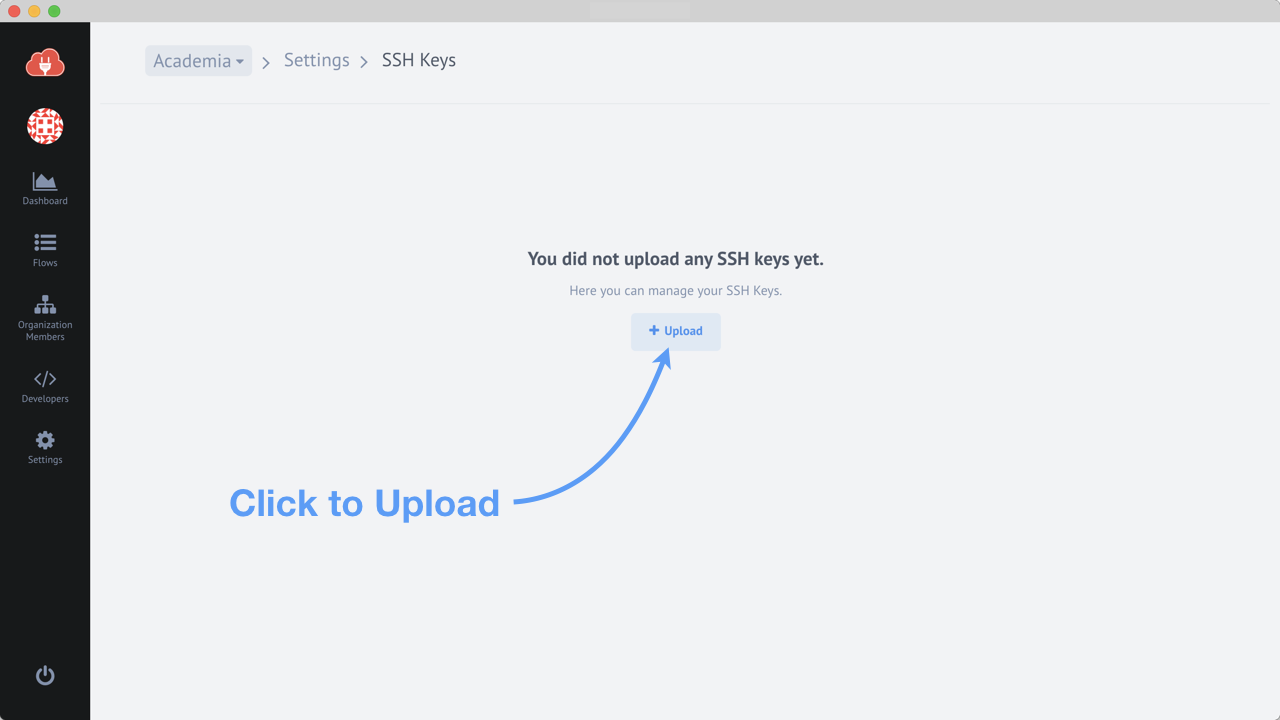 Academia
Settings
SSH Keys
Dashboard
Flows
Organization
Members
Developers
Settings
You did not upload any SSH keys yet.
Here you can manage your SSH Keys.
Upload
Click to Upload